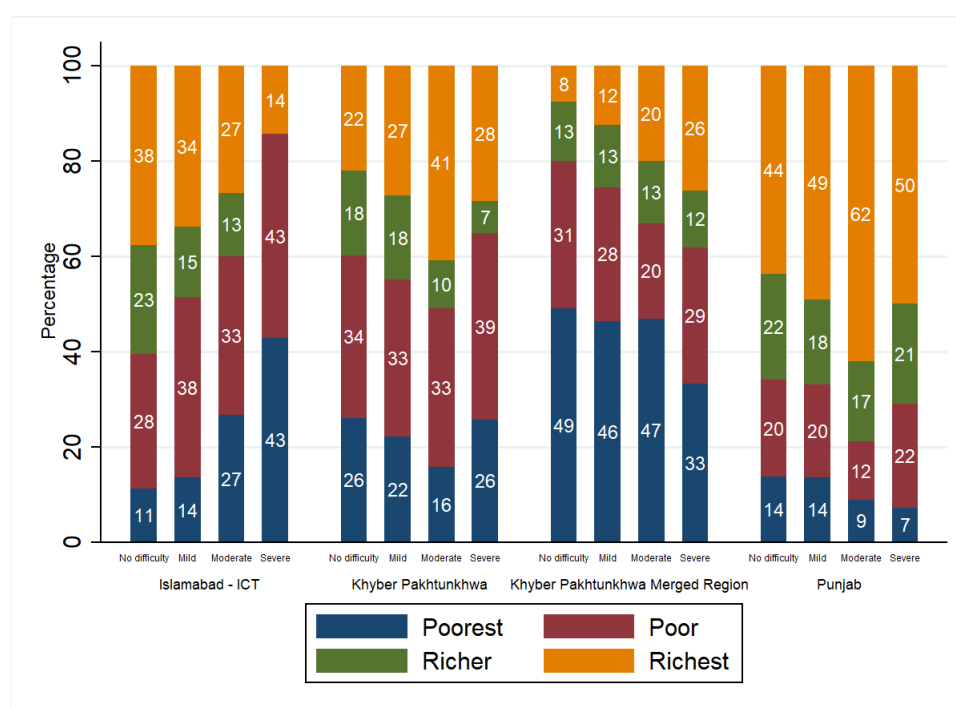 Percentage
100
80
60
40
20
0
38 34 27 14 22 27 41 28 8 12 20 26 44 49 62 50
23 15 13 18 18 10 7 13 13 13 12 22 18 17 21
28 38 33 43 34 33 33 39 31 28 20 29 20 20 12 22
11 14 27 43 26 22 16 26 49 46 47 33 14 14 9 7
No difficulty Mild Moderate Severe No difficulty Mild Moderate Severe No difficulty Mild Moderate Severe No difficulty Mild Moderate Severe
Islamabad - ICT Khyber Pakhtunkhwa Khyber Pakhtunkhwa Merged Region Punjab
Poorest Poor
Richer Richest